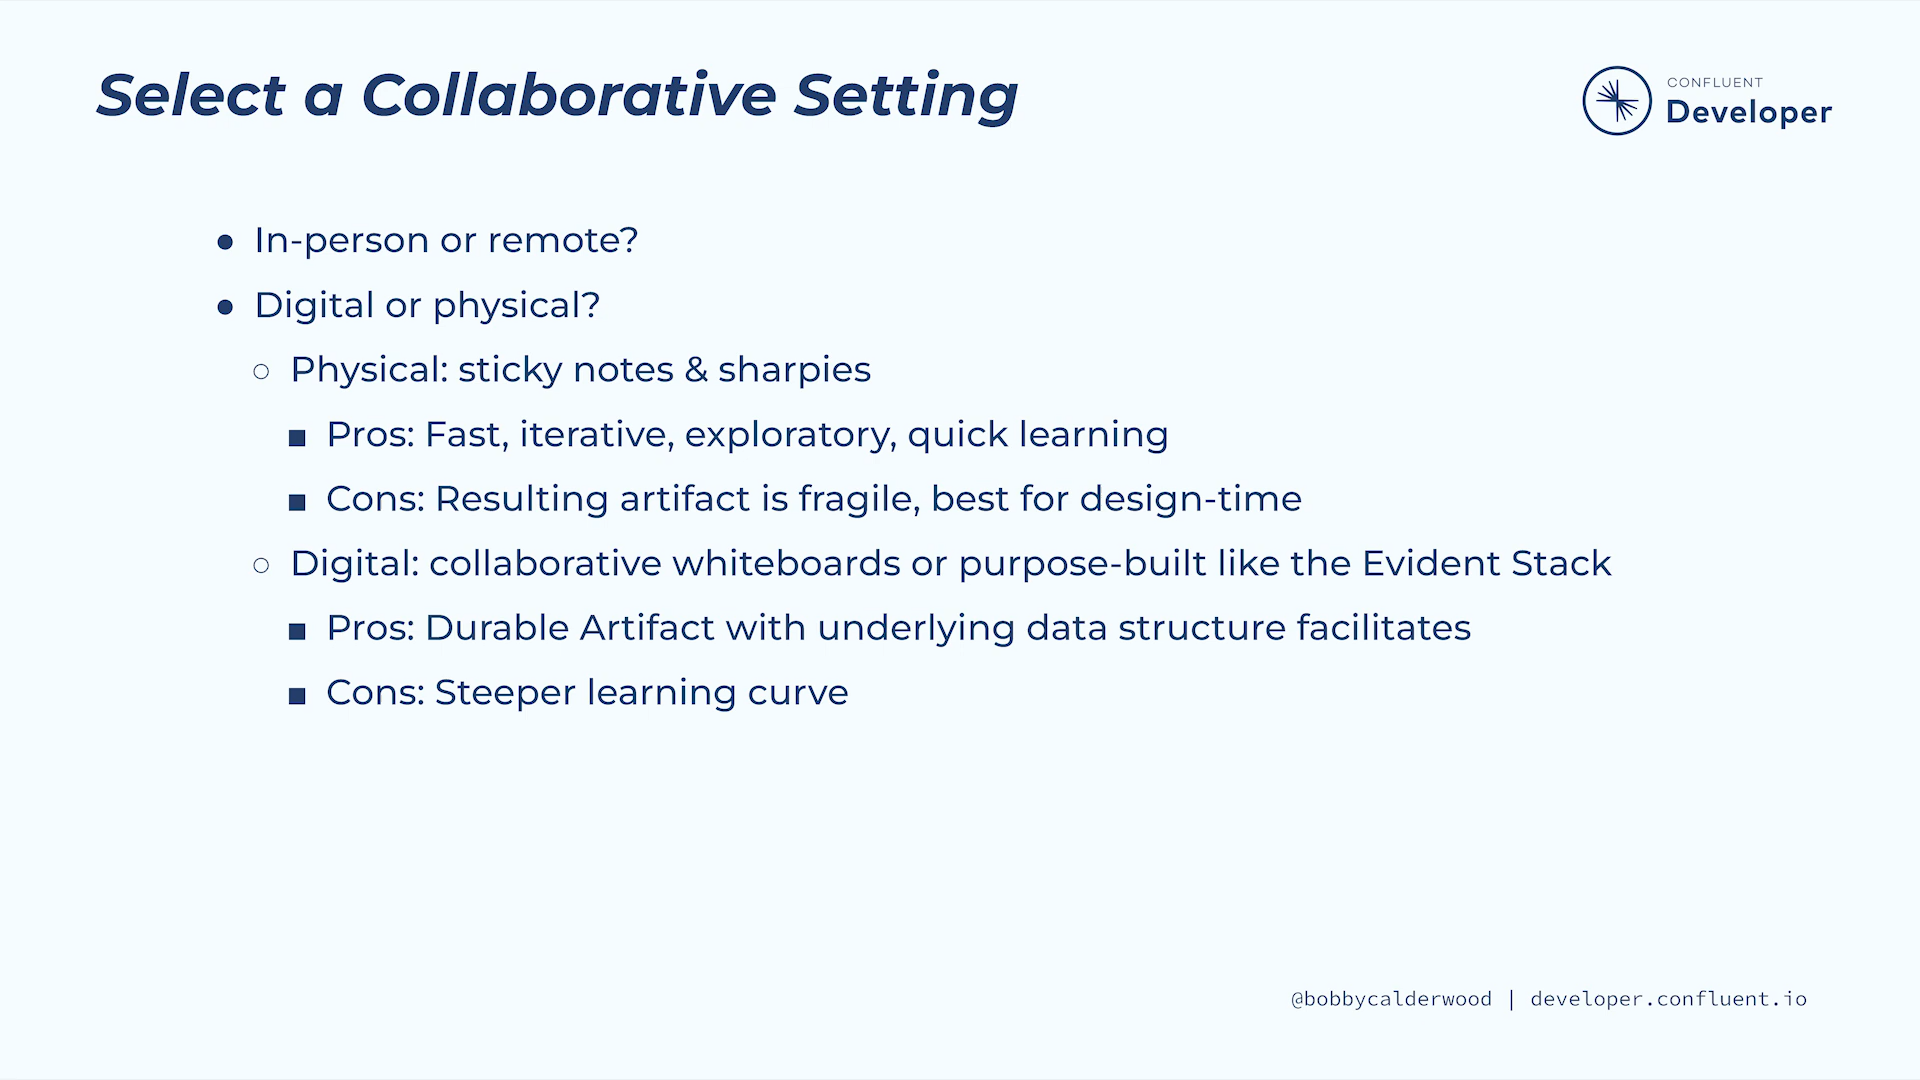 Select a Collaborative Setting
CONFLUENT
Developer
● In-person or remote?
● Digital or physical?
○ Physical: sticky notes & sharpies
■ Pros: Fast, iterative, exploratory, quick learning
■ Cons: Resulting artifact is fragile, best for design-time
○ Digital: collaborative whiteboards or purpose-built like the Evident Stack
■ Pros: Durable Artifact with underlying data structure facilitates
■ Cons: Steeper learning curve
@bobbycalderwood | developer.confluent.io